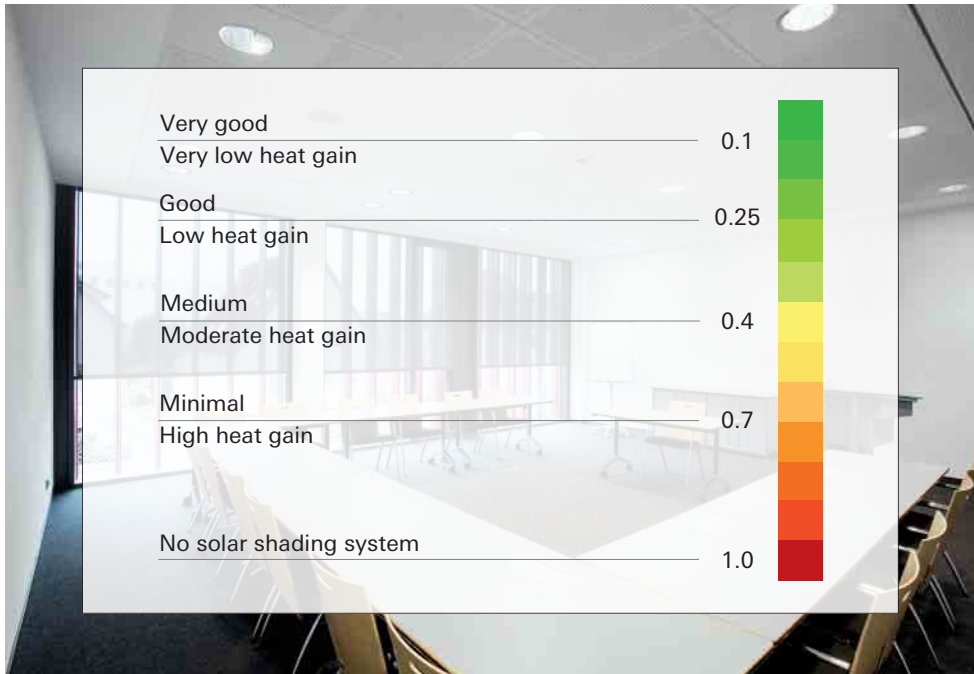 Very good
0.1
Very low heat gain
Good
0.25
Low heat gain
Medium
0.4
Moderate heat gain
Minimal
0.7
High heat gain
No solar shading system
1.0